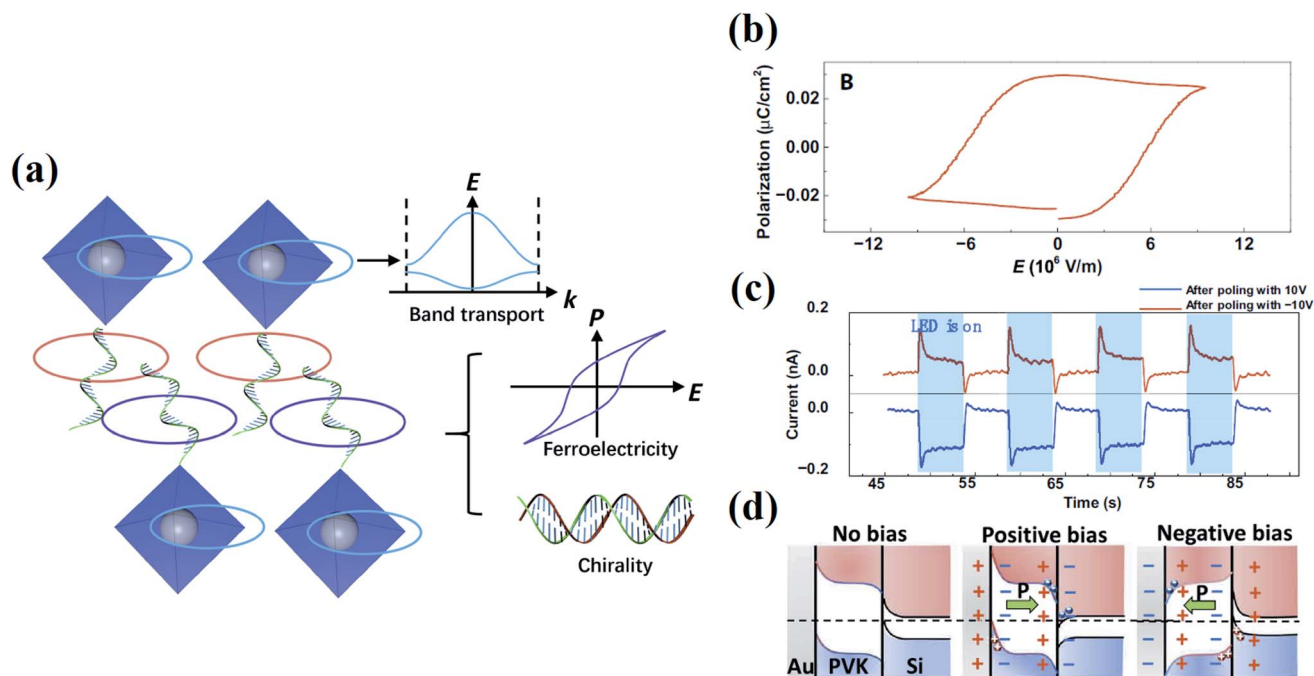 (a)
E
k
Band transport
P
E
Ferroelectricity
Chirality
(b)
B
Polarization (μC/cm²)
0.02
0.00
−0.02
−12
−6
0
6
12
E (10⁶ V/m)
(c)
After poling with 10V
After poling with −10V
LED is on
Current (nA)
0.2
0.0
0.0
−0.2
45
55
65
75
85
Time (s)
(d)
No bias
Positive bias
Negative bias
P
P
Au
PVK
Si